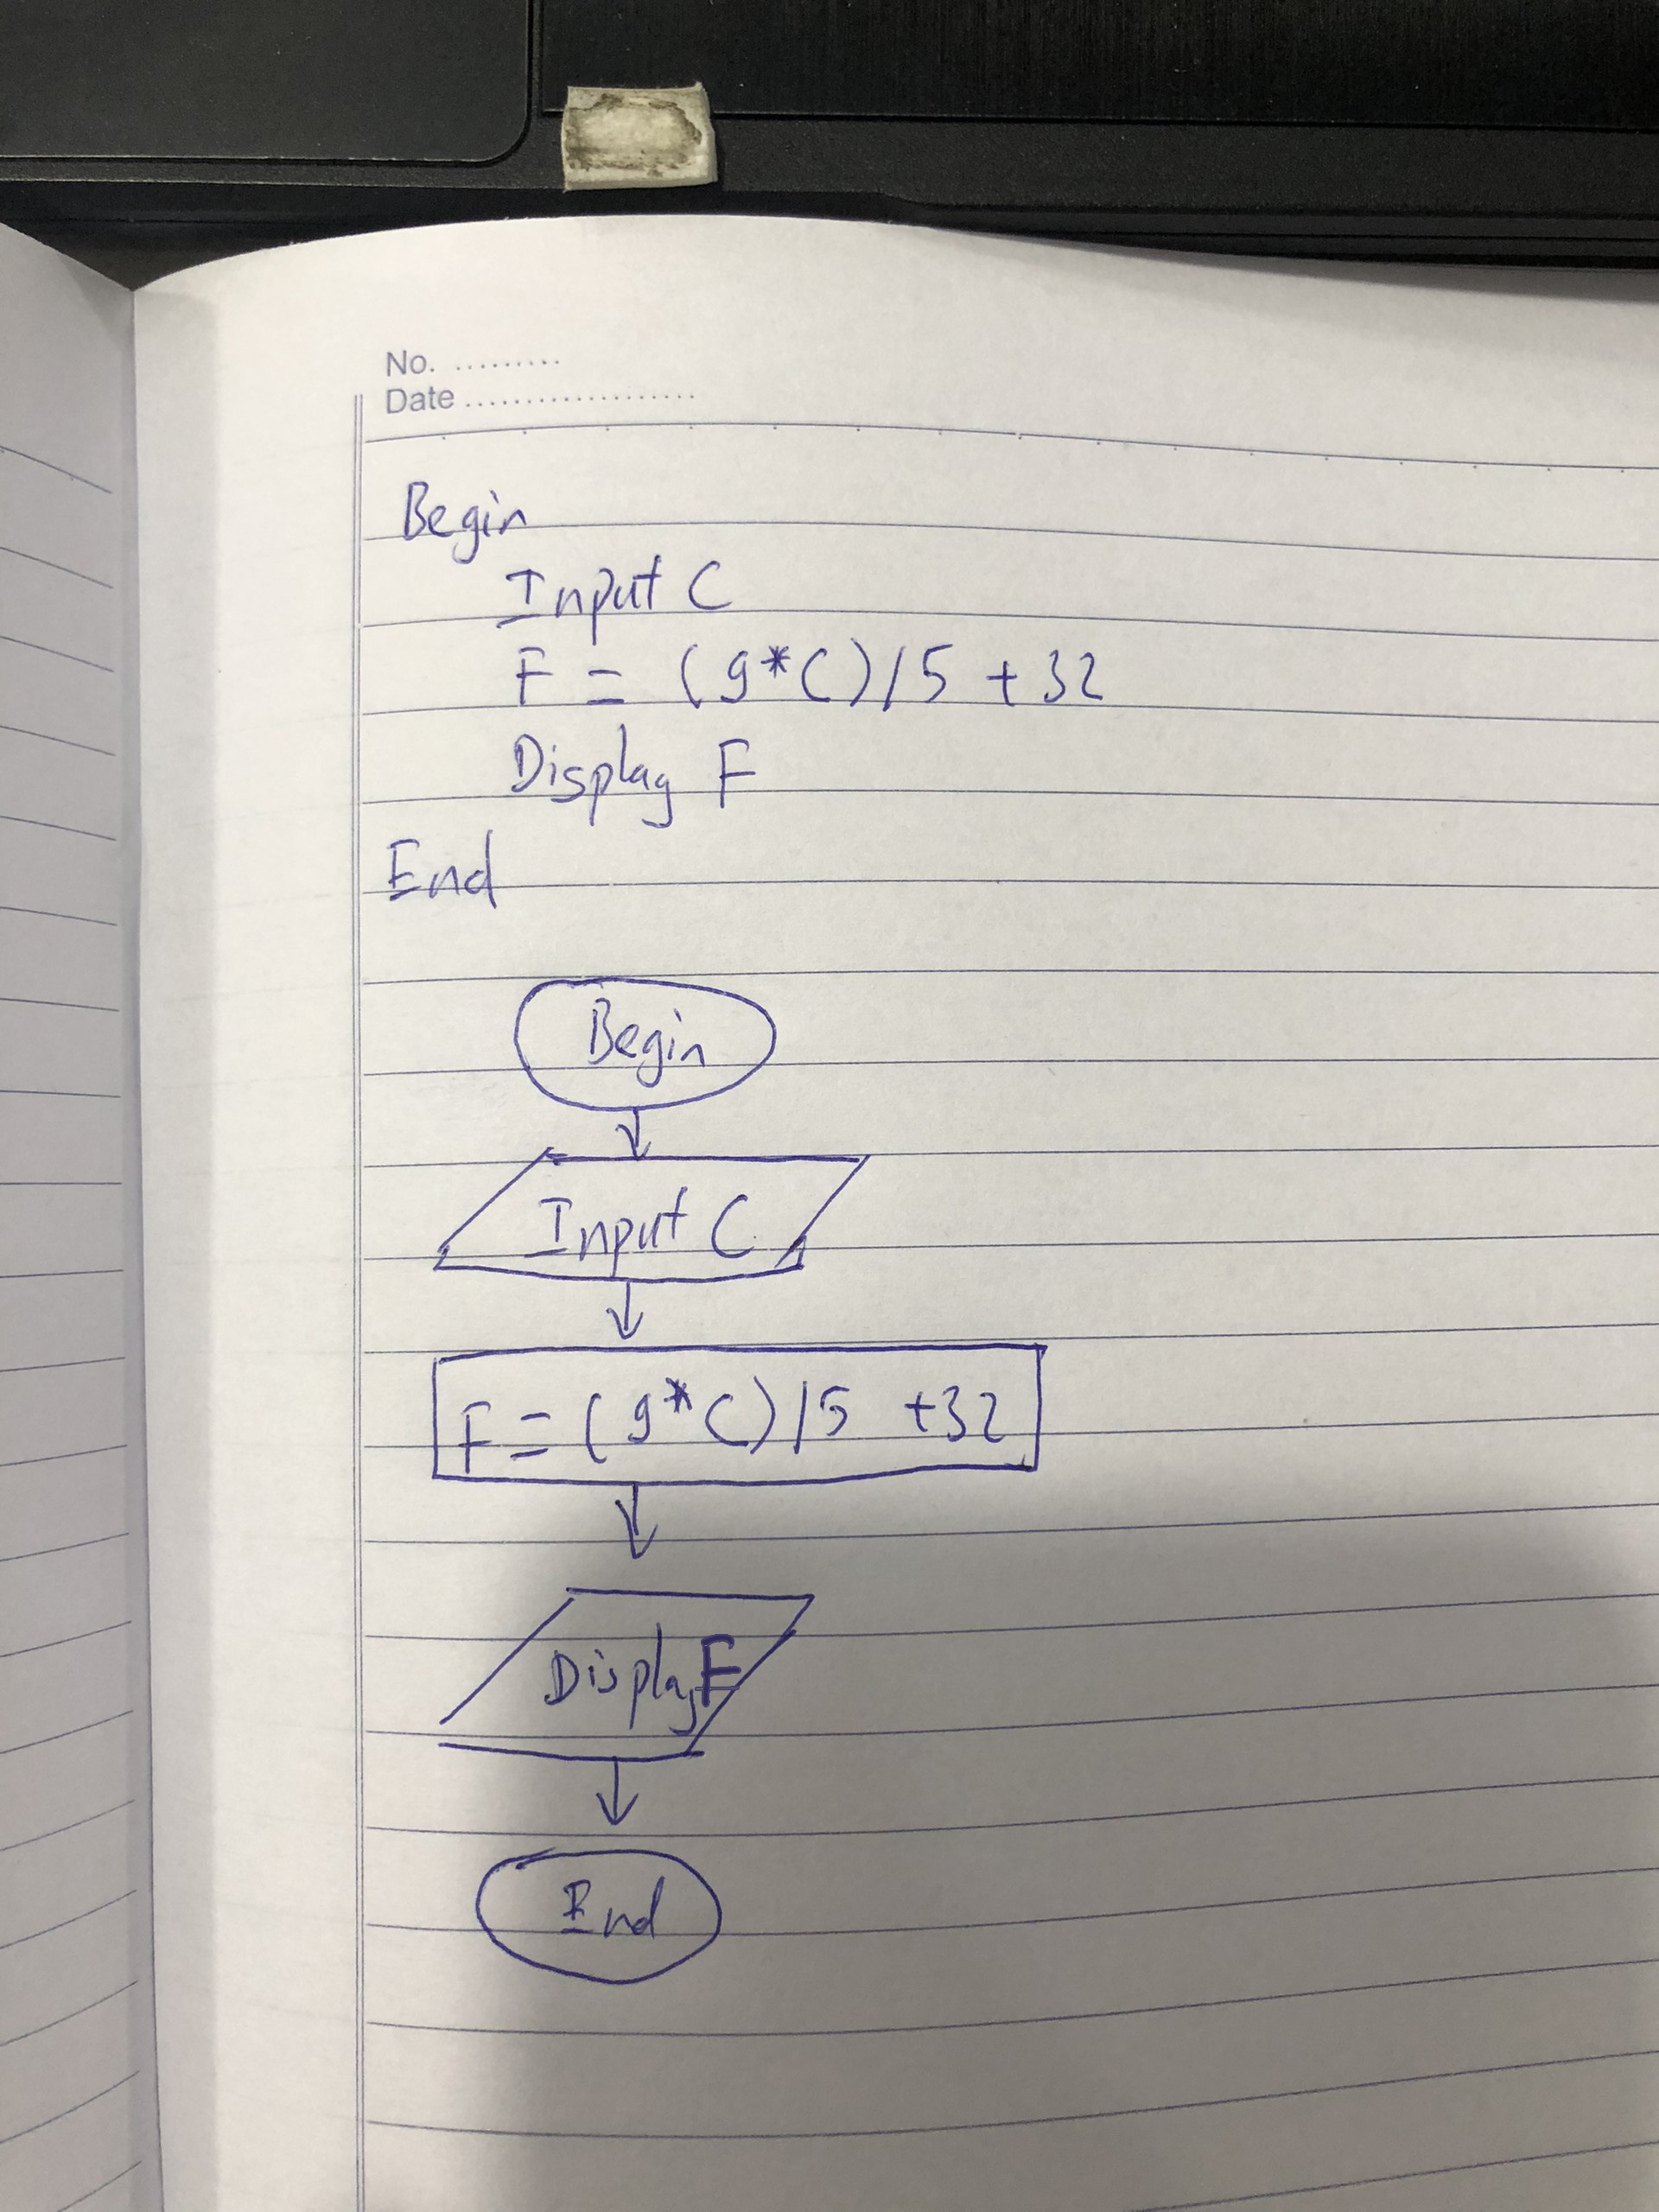 No. .........
Date ...................
Begin
Input C
F = (9*C)/5 +32
Display F
End
Begin
Input C
F = (9*C)/5 +32
Display F
End